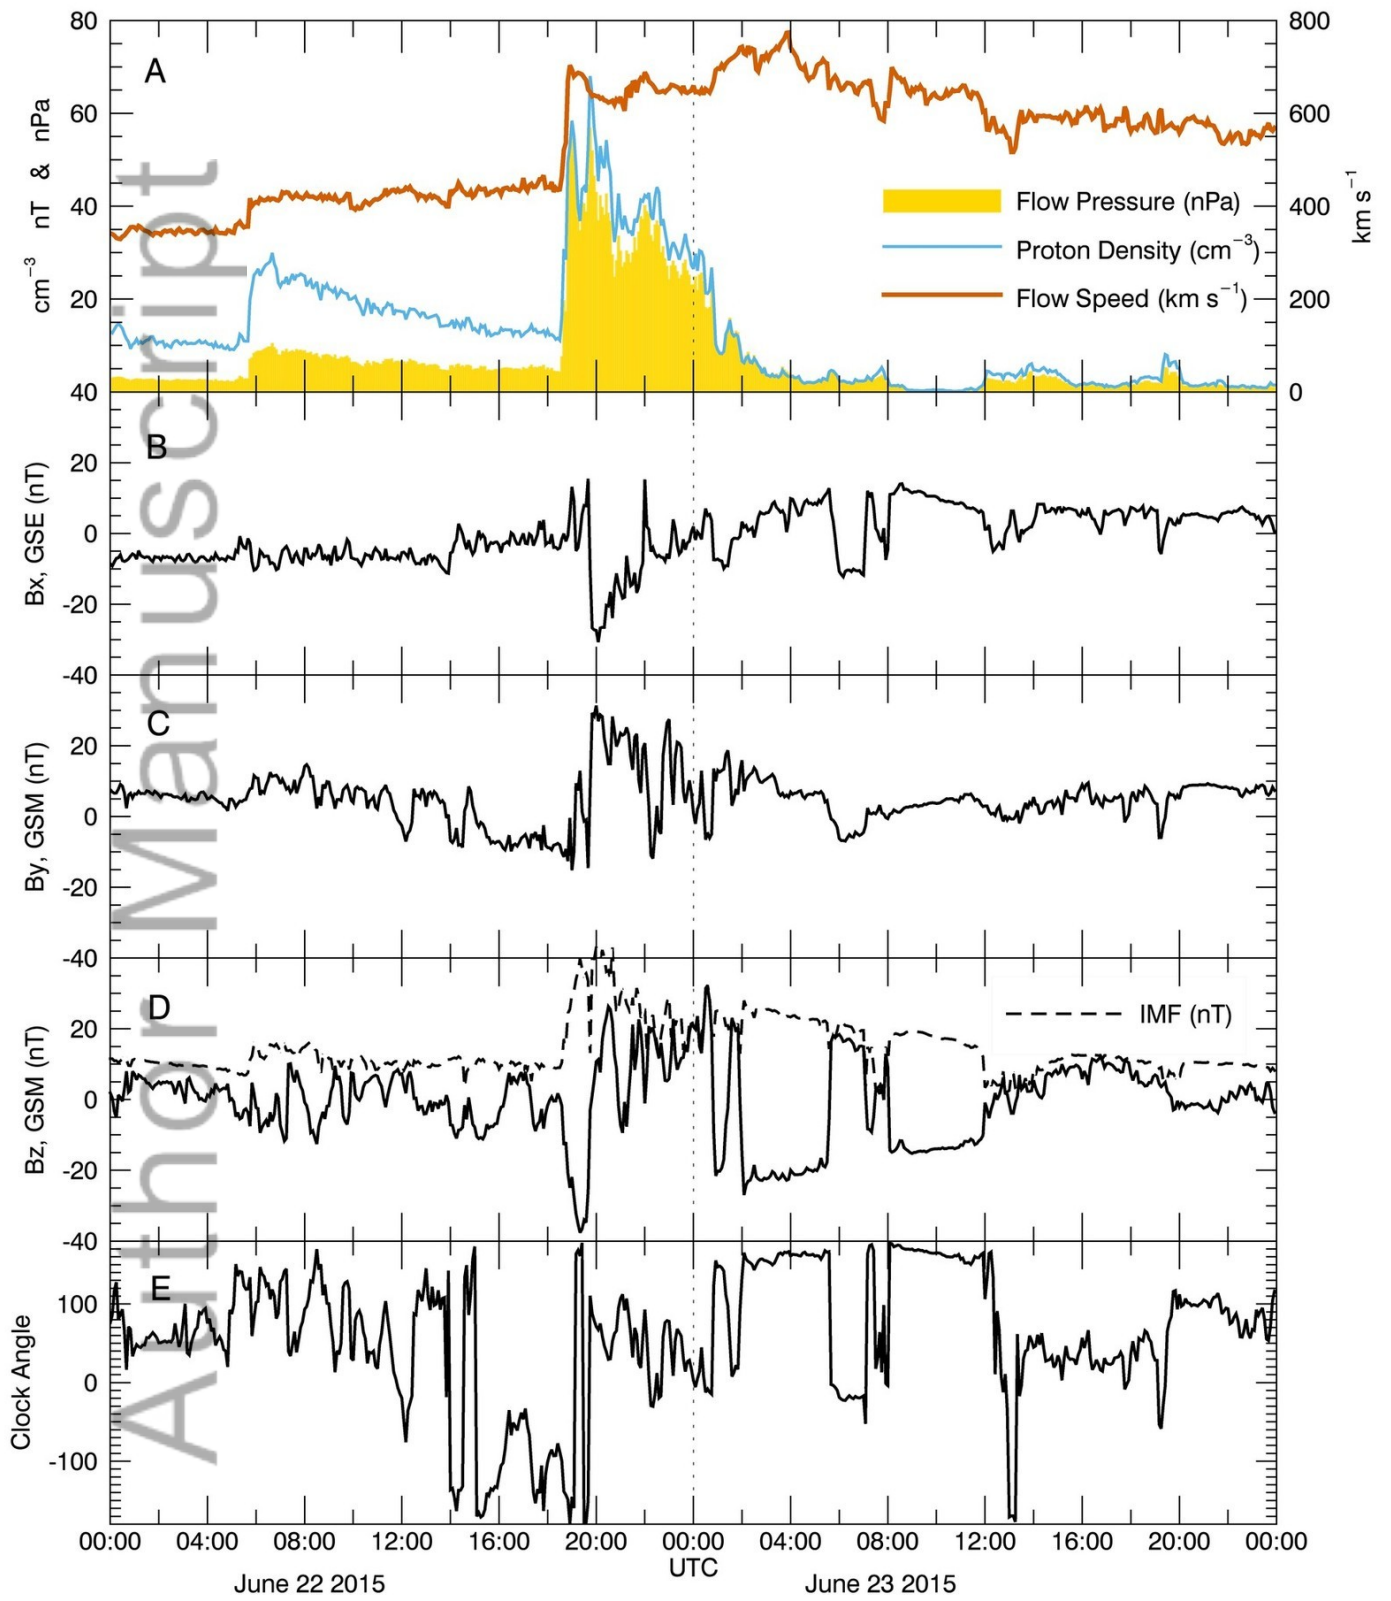 80
60
40
20
40
cm⁻³ nT & nPa
A
800
600
400
200
0
km s⁻¹
Flow Pressure (nPa)
Proton Density (cm⁻³)
Flow Speed (km s⁻¹)
B
20
0
-20
-40
Bx, GSE (nT)
C
20
0
-20
-40
By, GSM (nT)
D
20
0
-20
-40
Bz, GSM (nT)
IMF (nT)
E
100
0
-100
Clock Angle
00:00 04:00 08:00 12:00 16:00 20:00 00:00 04:00 08:00 12:00 16:00 20:00 00:00
UTC
June 22 2015 June 23 2015
Author Manuscript